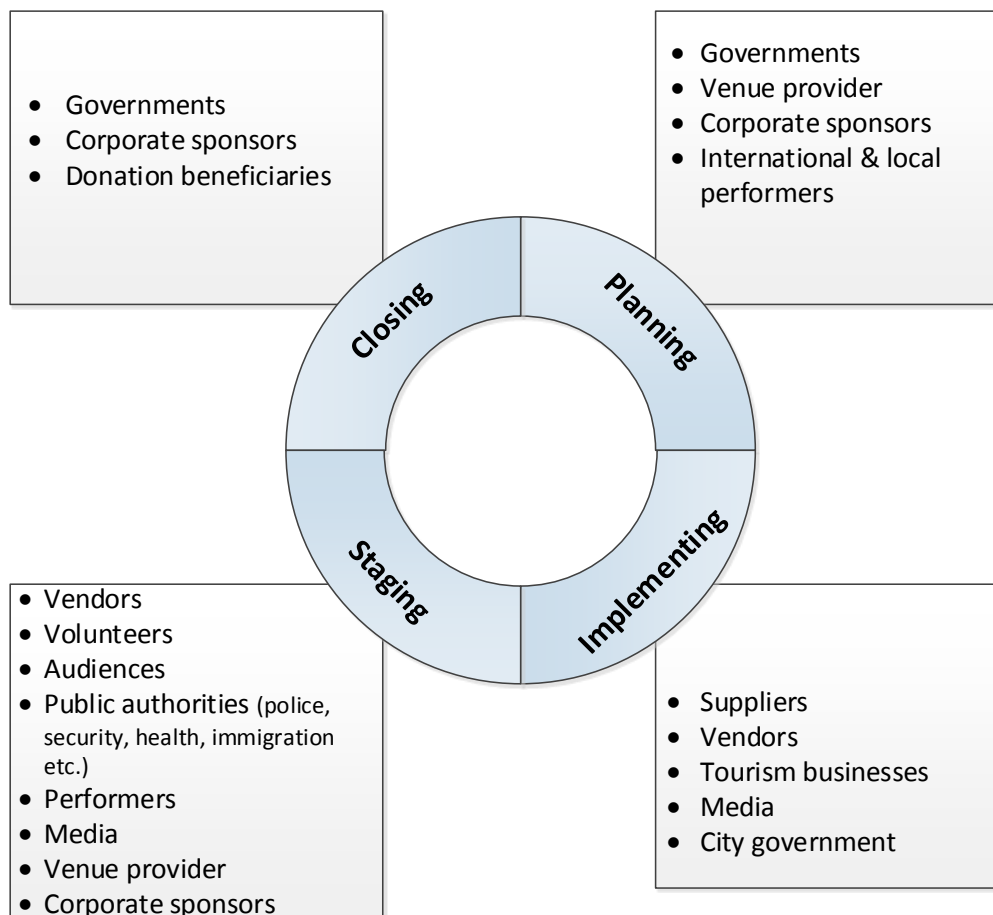 • Governments
• Corporate sponsors
• Donation beneficiaries
• Governments
• Venue provider
• Corporate sponsors
• International & local
performers
Closing
Planning
Staging
Implementing
• Vendors
• Volunteers
• Audiences
• Public authorities (police,
security, health, immigration
etc.)
• Performers
• Media
• Venue provider
• Corporate sponsors
• Suppliers
• Vendors
• Tourism businesses
• Media
• City government